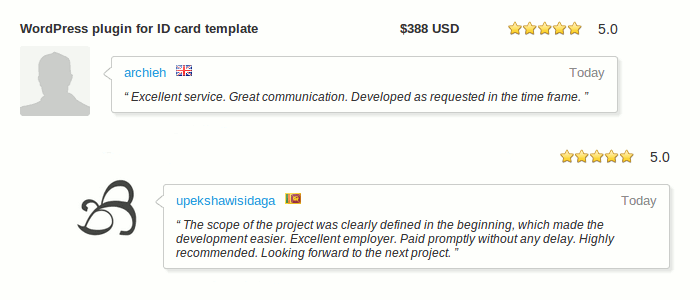 WordPress plugin for ID card template $388 USD 5.0
archieh Today
“ Excellent service. Great communication. Developed as requested in the time frame. ”
5.0
upekshawisidaga Today
“ The scope of the project was clearly defined in the beginning, which made the
development easier. Excellent employer. Paid promptly without any delay. Highly
recommended. Looking forward to the next project. ”